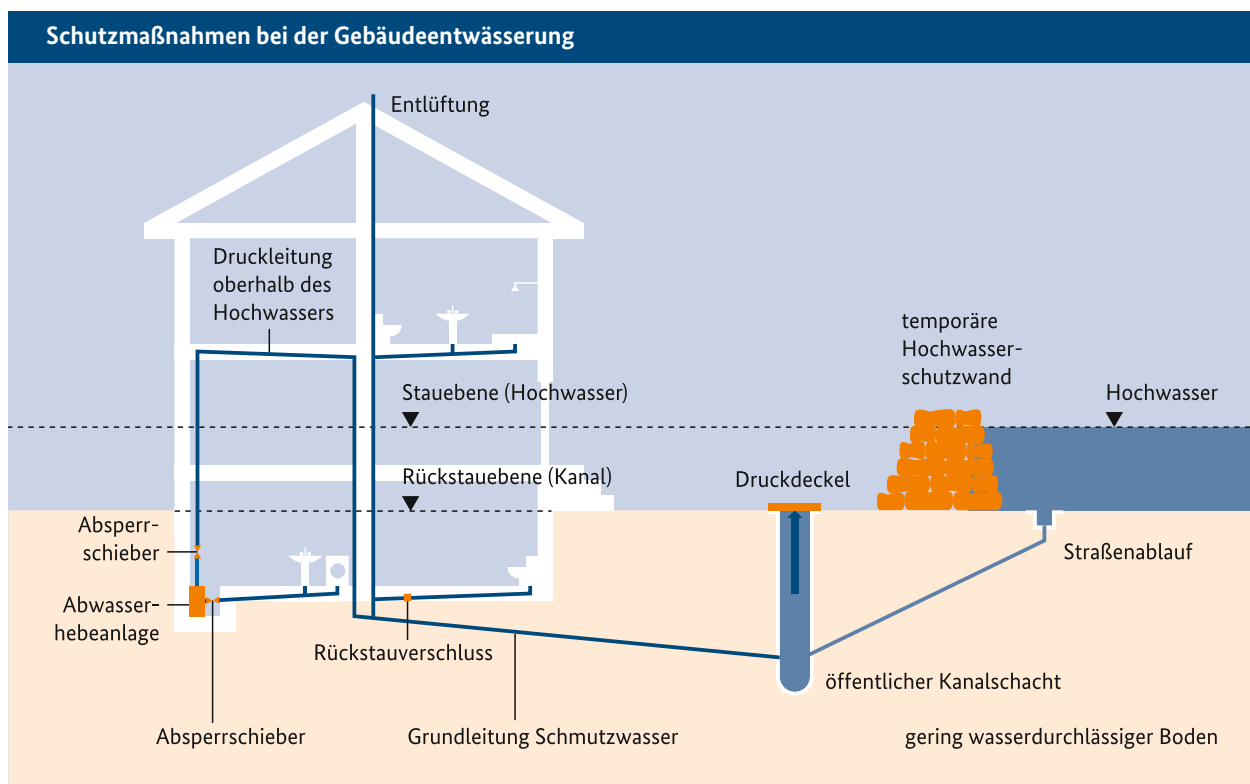 Schutzmaßnahmen bei der Gebäudeentwässerung
Entlüftung
Druckleitung
oberhalb des
Hochwassers
temporäre
Hochwasser-
schutzwand
Stauebene (Hochwasser)
Hochwasser
Rückstauebene (Kanal)
Druckdeckel
Absperr-
schieber
Straßenablauf
Abwasser-
hebeanlage
Rückstauverschluss
öffentlicher Kanalschacht
Absperrschieber
Grundleitung Schmutzwasser
gering wasserdurchlässiger Boden